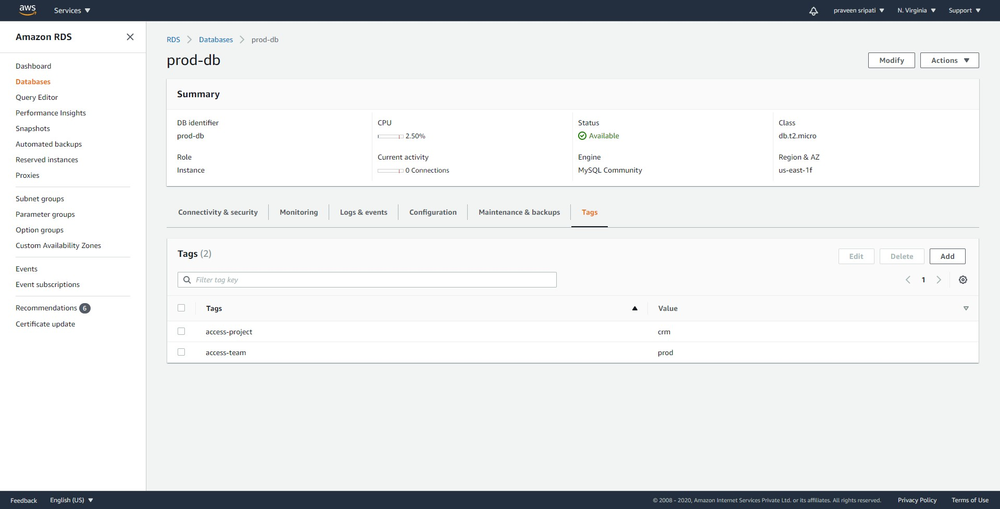 aws
Services
praveen sripati
N. Virginia
Support
Amazon RDS
Dashboard
Databases
Query Editor
Performance Insights
Snapshots
Automated backups
Reserved instances
Proxies
Subnet groups
Parameter groups
Option groups
Custom Availability Zones
Events
Event subscriptions
Recommendations 6
Certificate update
RDS > Databases > prod-db
prod-db
Modify
Actions
Summary
DB identifier
prod-db
CPU
2.50%
Status
Available
Class
db.t2.micro
Role
Instance
Current activity
0 Connections
Engine
MySQL Community
Region & AZ
us-east-1f
Connectivity & security
Monitoring
Logs & events
Configuration
Maintenance & backups
Tags
Tags (2)
Edit
Delete
Add
Filter tag key
1
Tags
Value
access-project
crm
access-team
prod
Feedback
English (US)
© 2008 - 2020, Amazon Internet Services Private Ltd. or its affiliates. All rights reserved.
Privacy Policy
Terms of Use